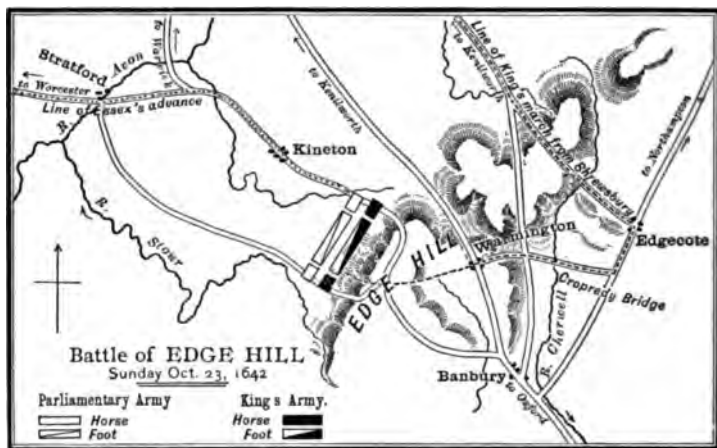 Stratford
Avon
to Warwick
to Worcester
Line of Essex's advance
R.
Kineton
to Kenilworth
to Kenilworth
Line of King's march from Shrewsbury
to Northampton
Edgecote
Warmington
Cropredy Bridge
EDGE HILL
R. Stour
R. Cherwell
Banbury
to Oxford
Battle of EDGE HILL
Sunday Oct. 23, 1642
Parliamentary Army
King's Army.
Horse
Horse
Foot
Foot